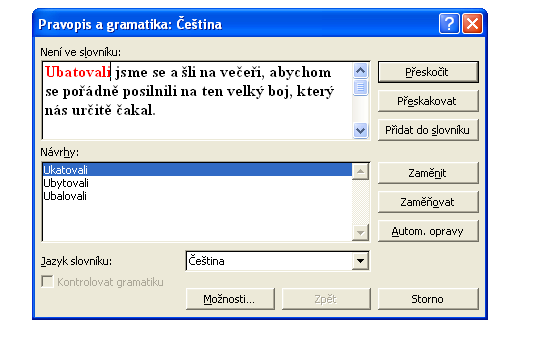 Pravopis a gramatika: Čeština
Není ve slovníku:
Ubatovali jsme se a šli na večeři, abychom
se pořádně posilnili na ten velký boj, který
nás určitě čakal.
Přeskočit
Přeskakovat
Přidat do slovníku
Návrhy:
Ukatovali
Ubytovali
Ubalovali
Zaměnit
Zaměňovat
Autom. opravy
Jazyk slovníku:
Čeština
Kontrolovat gramatiku
Možnosti...
Zpět
Storno